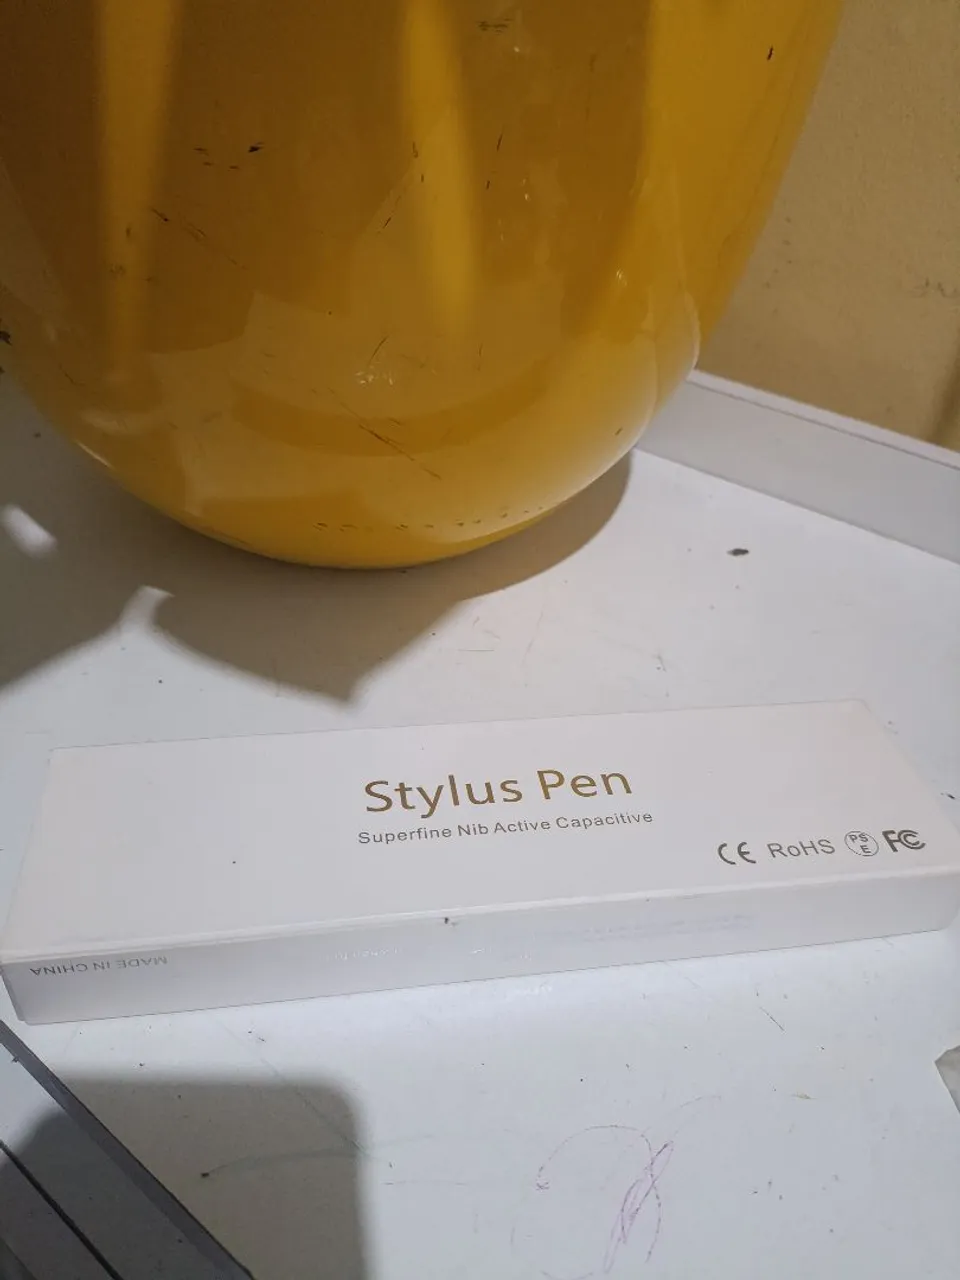 Stylus Pen
Superfine Nib Active Capacitive
CE RoHS PSE FC
MADE IN CHINA